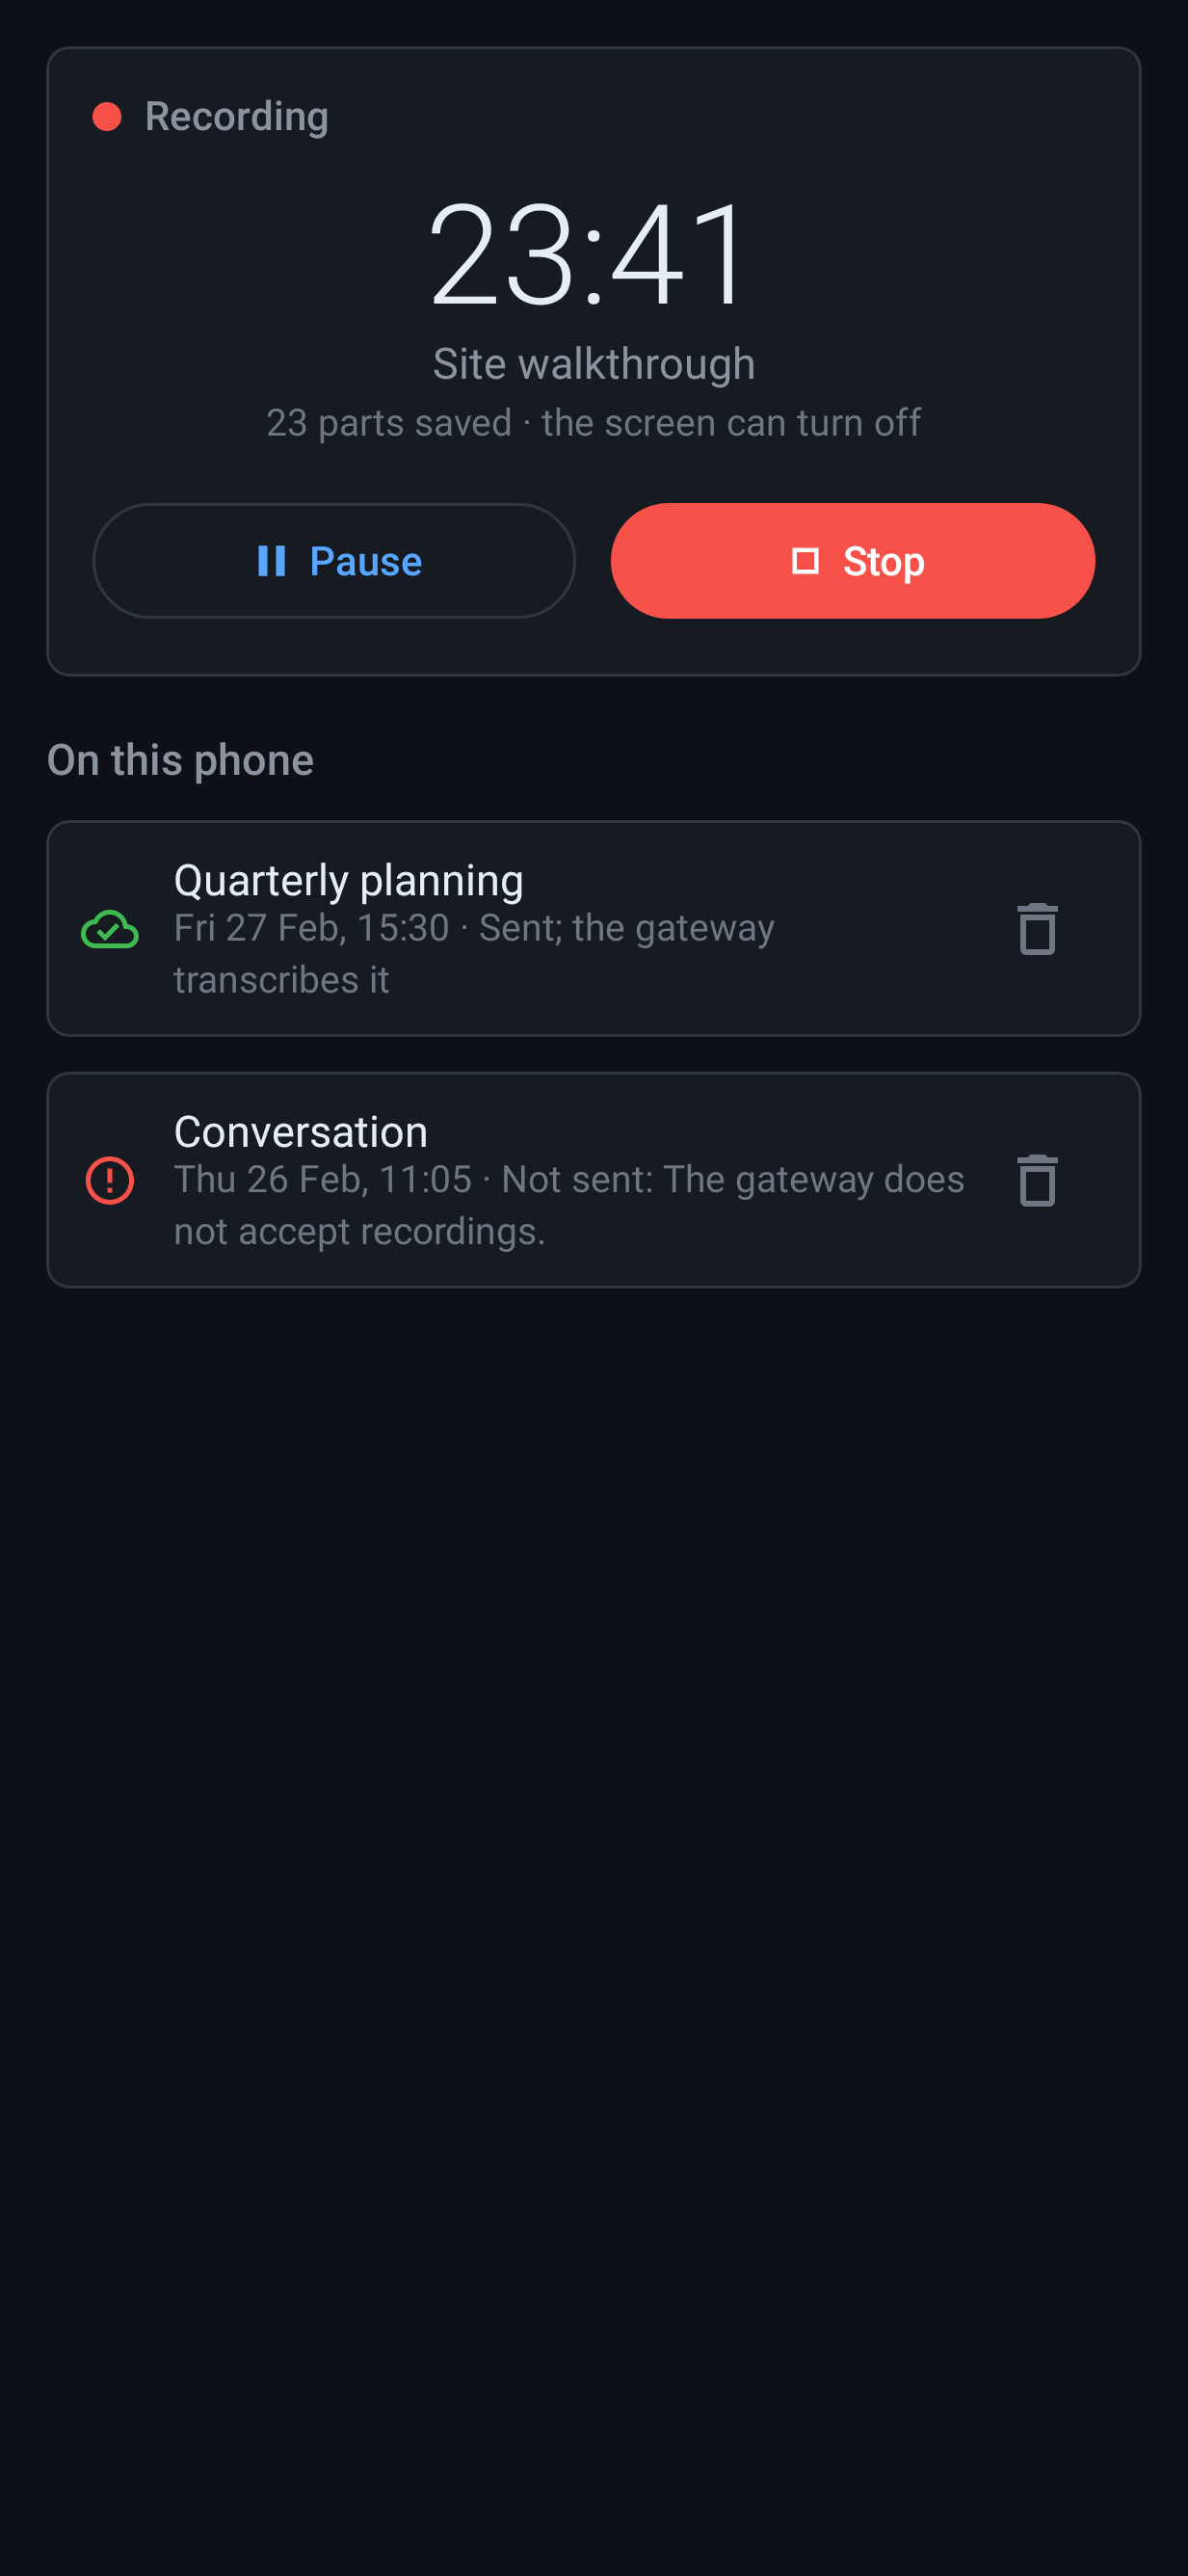 Recording
23:41
Site walkthrough
23 parts saved · the screen can turn off
Pause
Stop
On this phone
Quarterly planning
Fri 27 Feb, 15:30 · Sent; the gateway
transcribes it
Conversation
Thu 26 Feb, 11:05 · Not sent: The gateway does
not accept recordings.